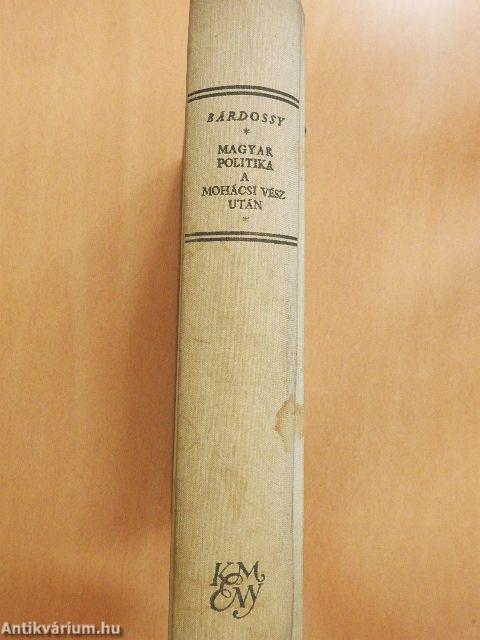 BÁRDOSSY
*
MAGYAR
POLITIKA
A
MOHÁCSI VÉSZ
UTÁN
*
KM
ENY
Antikvárium.hu